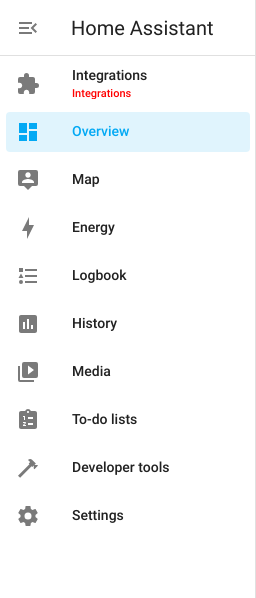 Home Assistant
Integrations
Integrations
Overview
Map
Energy
Logbook
History
Media
To-do lists
Developer tools
Settings